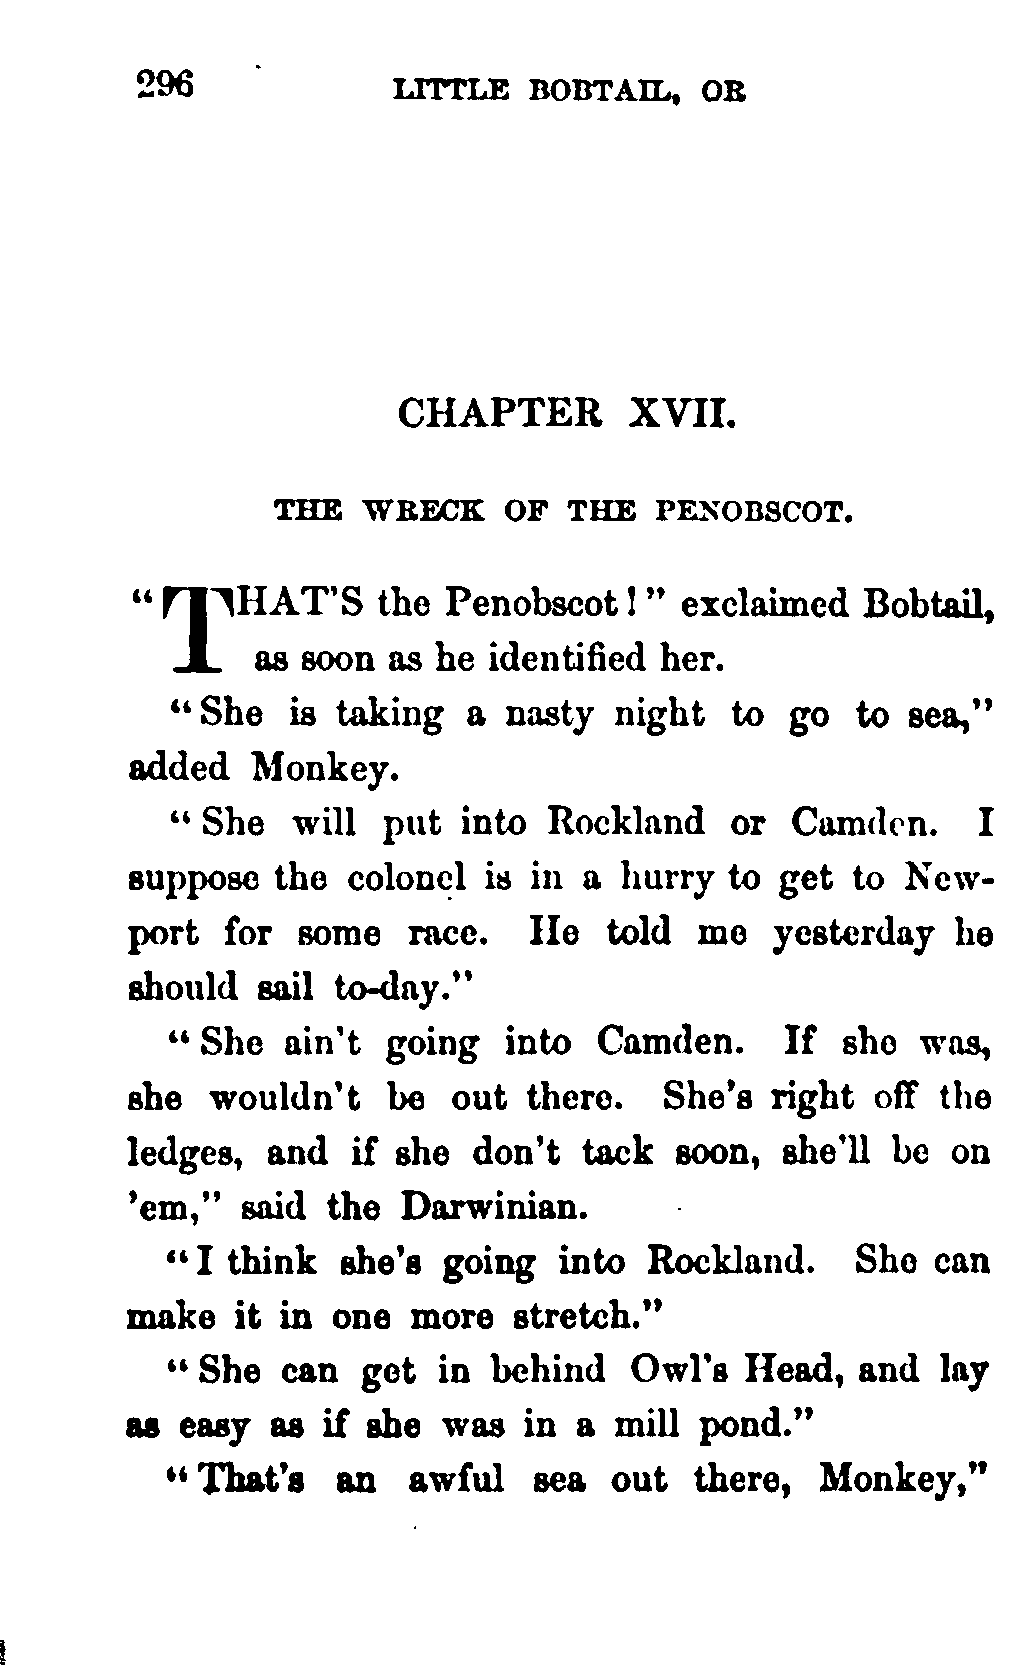 296 LITTLE BOBTAIL, OR
CHAPTER XVII.
THE WRECK OF THE PENOBSCOT.
"THAT'S the Penobscot!" exclaimed Bobtail,
as soon as he identified her.
"She is taking a nasty night to go to sea,"
added Monkey.
"She will put into Rockland or Camden. I
suppose the colonel is in a hurry to get to New-
port for some race. He told me yesterday he
should sail to-day."
"She ain't going into Camden. If she was,
she wouldn't be out there. She's right off the
ledges, and if she don't tack soon, she'll be on
'em," said the Darwinian.
"I think she's going into Rockland. She can
make it in one more stretch."
"She can get in behind Owl's Head, and lay
as easy as if she was in a mill pond."
"That's an awful sea out there, Monkey,"